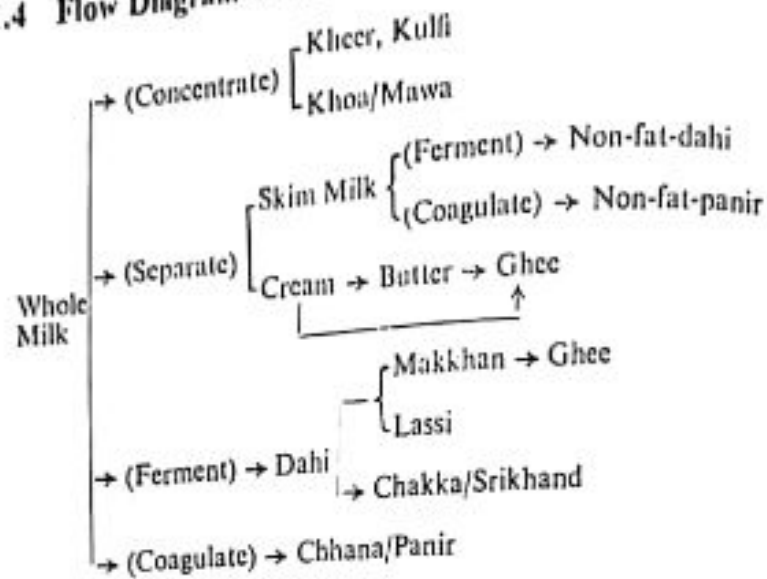 .4 Flow
Kheer, Kulfi
→ (Concentrate)
Khoa/Mawa
(Ferment) → Non-fat-dahi
Skim Milk
(Coagulate) → Non-fat-panir
→ (Separate)
Cream → Butter → Ghee
Whole
Milk
Makkhan → Ghee
Lassi
→ (Ferment) → Dahi
→ Chakka/Srikhand
→ (Coagulate) → Chhana/Panir